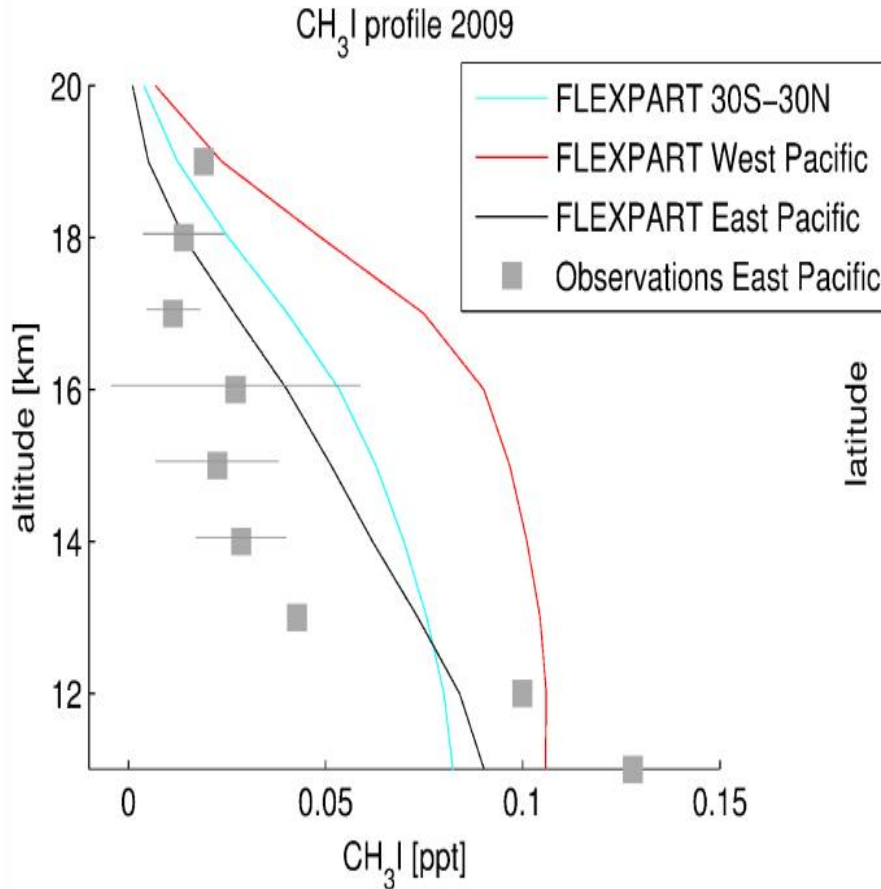 CH₃I profile 2009
FLEXPART 30S-30N
FLEXPART West Pacific
FLEXPART East Pacific
Observations East Pacific
altitude [km]
20
18
16
14
12
0 0.05 0.1 0.15
CH₃I [ppt]
latitude